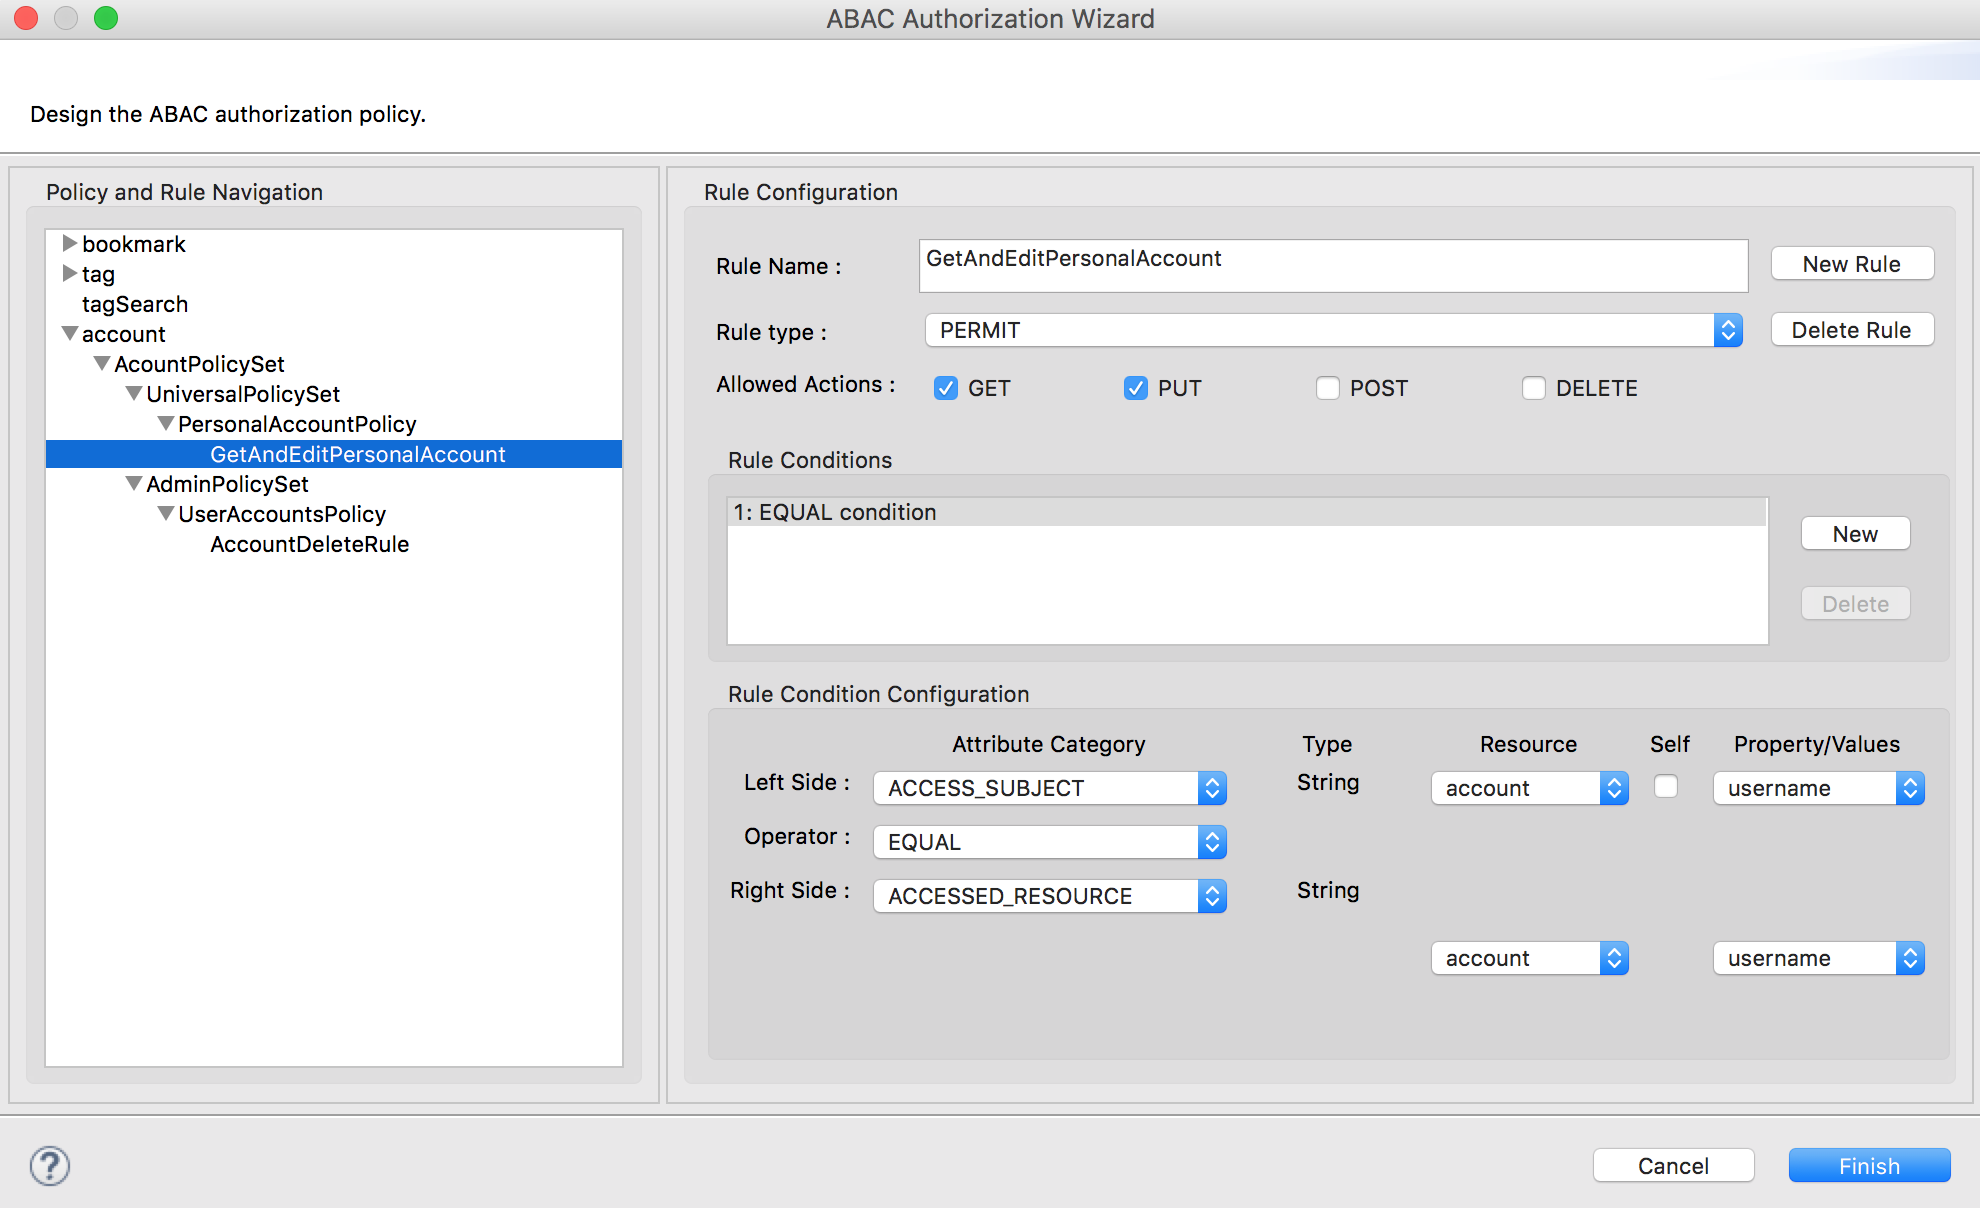 ABAC Authorization Wizard
Design the ABAC authorization policy.
Policy and Rule Navigation
bookmark
tag
tagSearch
account
AcountPolicySet
UniversalPolicySet
PersonalAccountPolicy
GetAndEditPersonalAccount
AdminPolicySet
UserAccountsPolicy
AccountDeleteRule
Rule Configuration
Rule Name : GetAndEditPersonalAccount New Rule
Rule type : PERMIT Delete Rule
Allowed Actions : GET PUT POST DELETE
Rule Conditions
1: EQUAL condition
New
Delete
Rule Condition Configuration
Attribute Category Type Resource Self Property/Values
Left Side : ACCESS_SUBJECT String account username
Operator : EQUAL
Right Side : ACCESSED_RESOURCE String
account username
? Cancel Finish